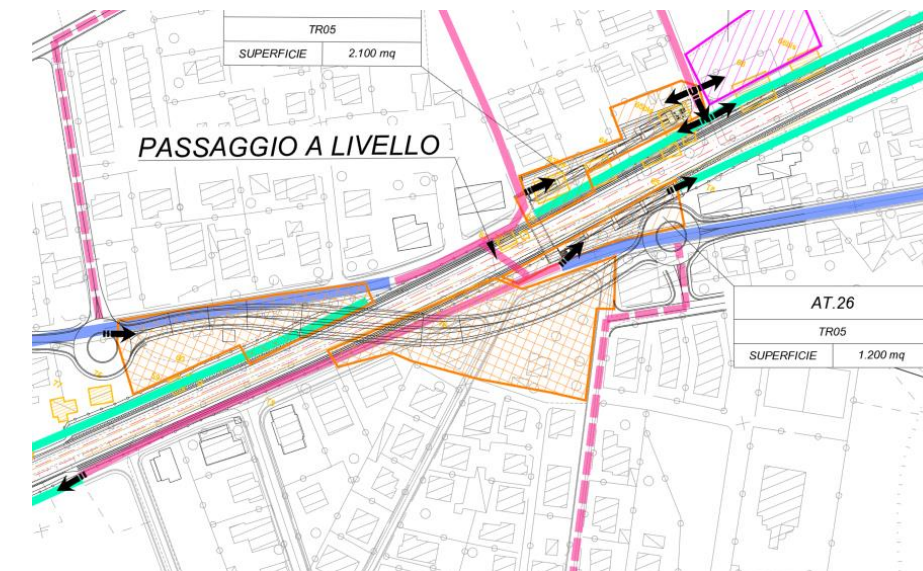 TR05
SUPERFICIE 2.100 mq
PASSAGGIO A LIVELLO
AT.26
TR05
SUPERFICIE 1.200 mq